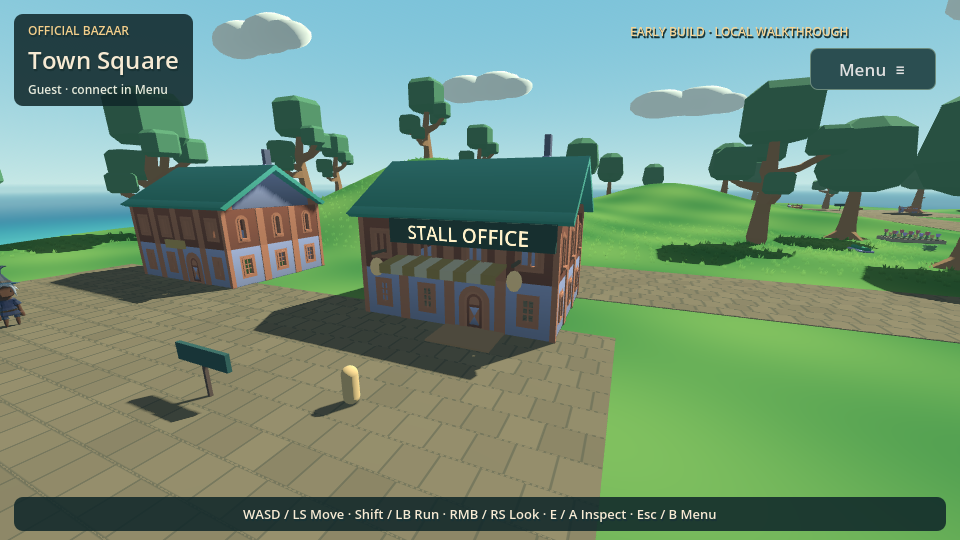 OFFICIAL BAZAAR
Town Square
Guest · connect in Menu
EARLY BUILD · LOCAL WALKTHROUGH
Menu ≡
STALL OFFICE
WASD / LS Move · Shift / LB Run · RMB / RS Look · E / A Inspect · Esc / B Menu